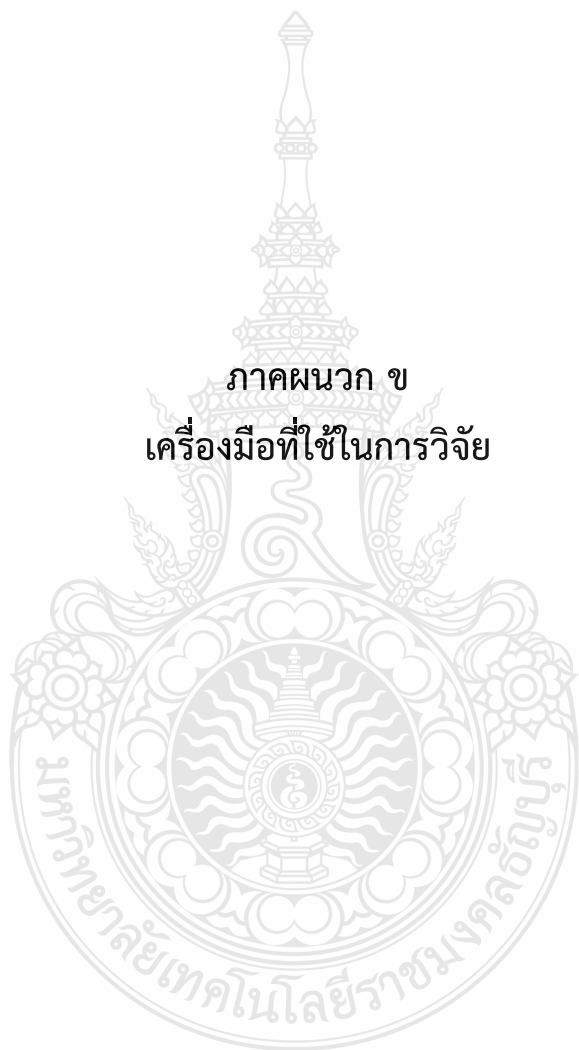 ภาคผนวก ข
เครื่องมือที่ใช้ในการวิจัย
มหาวิทยาลัยเทคโนโลยีราชมงคลธัญบุรี